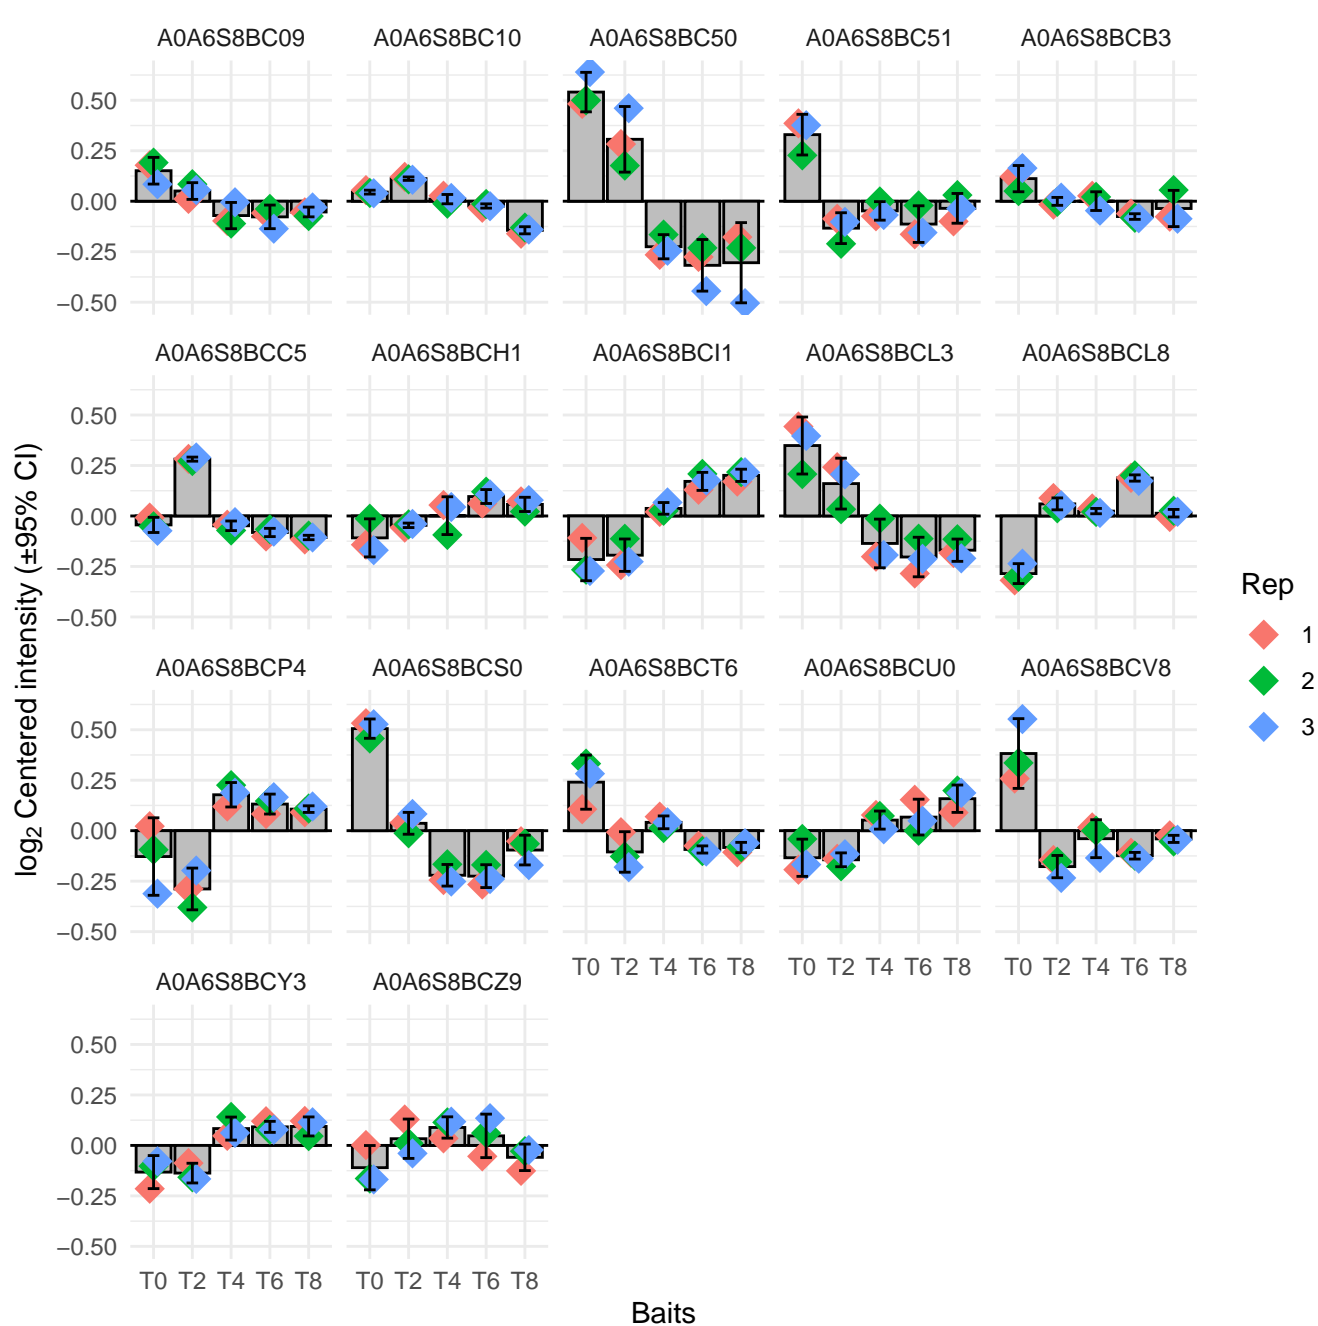 A0A6S8BC09 A0A6S8BC10 A0A6S8BC50 A0A6S8BC51 A0A6S8BCB3
0.50
0.25
0.00
−0.25
−0.50
A0A6S8BCC5 A0A6S8BCH1 A0A6S8BCI1 A0A6S8BCL3 A0A6S8BCL8
0.50
0.25
0.00
−0.25
−0.50
A0A6S8BCP4 A0A6S8BCS0 A0A6S8BCT6 A0A6S8BCU0 A0A6S8BCV8
0.50
0.25
0.00
−0.25
−0.50
T0 T2 T4 T6 T8 T0 T2 T4 T6 T8 T0 T2 T4 T6 T8
A0A6S8BCY3 A0A6S8BCZ9
0.50
0.25
0.00
−0.25
−0.50
T0 T2 T4 T6 T8 T0 T2 T4 T6 T8
Baits
log₂ Centered intensity (±95% CI)
Rep
1
2
3